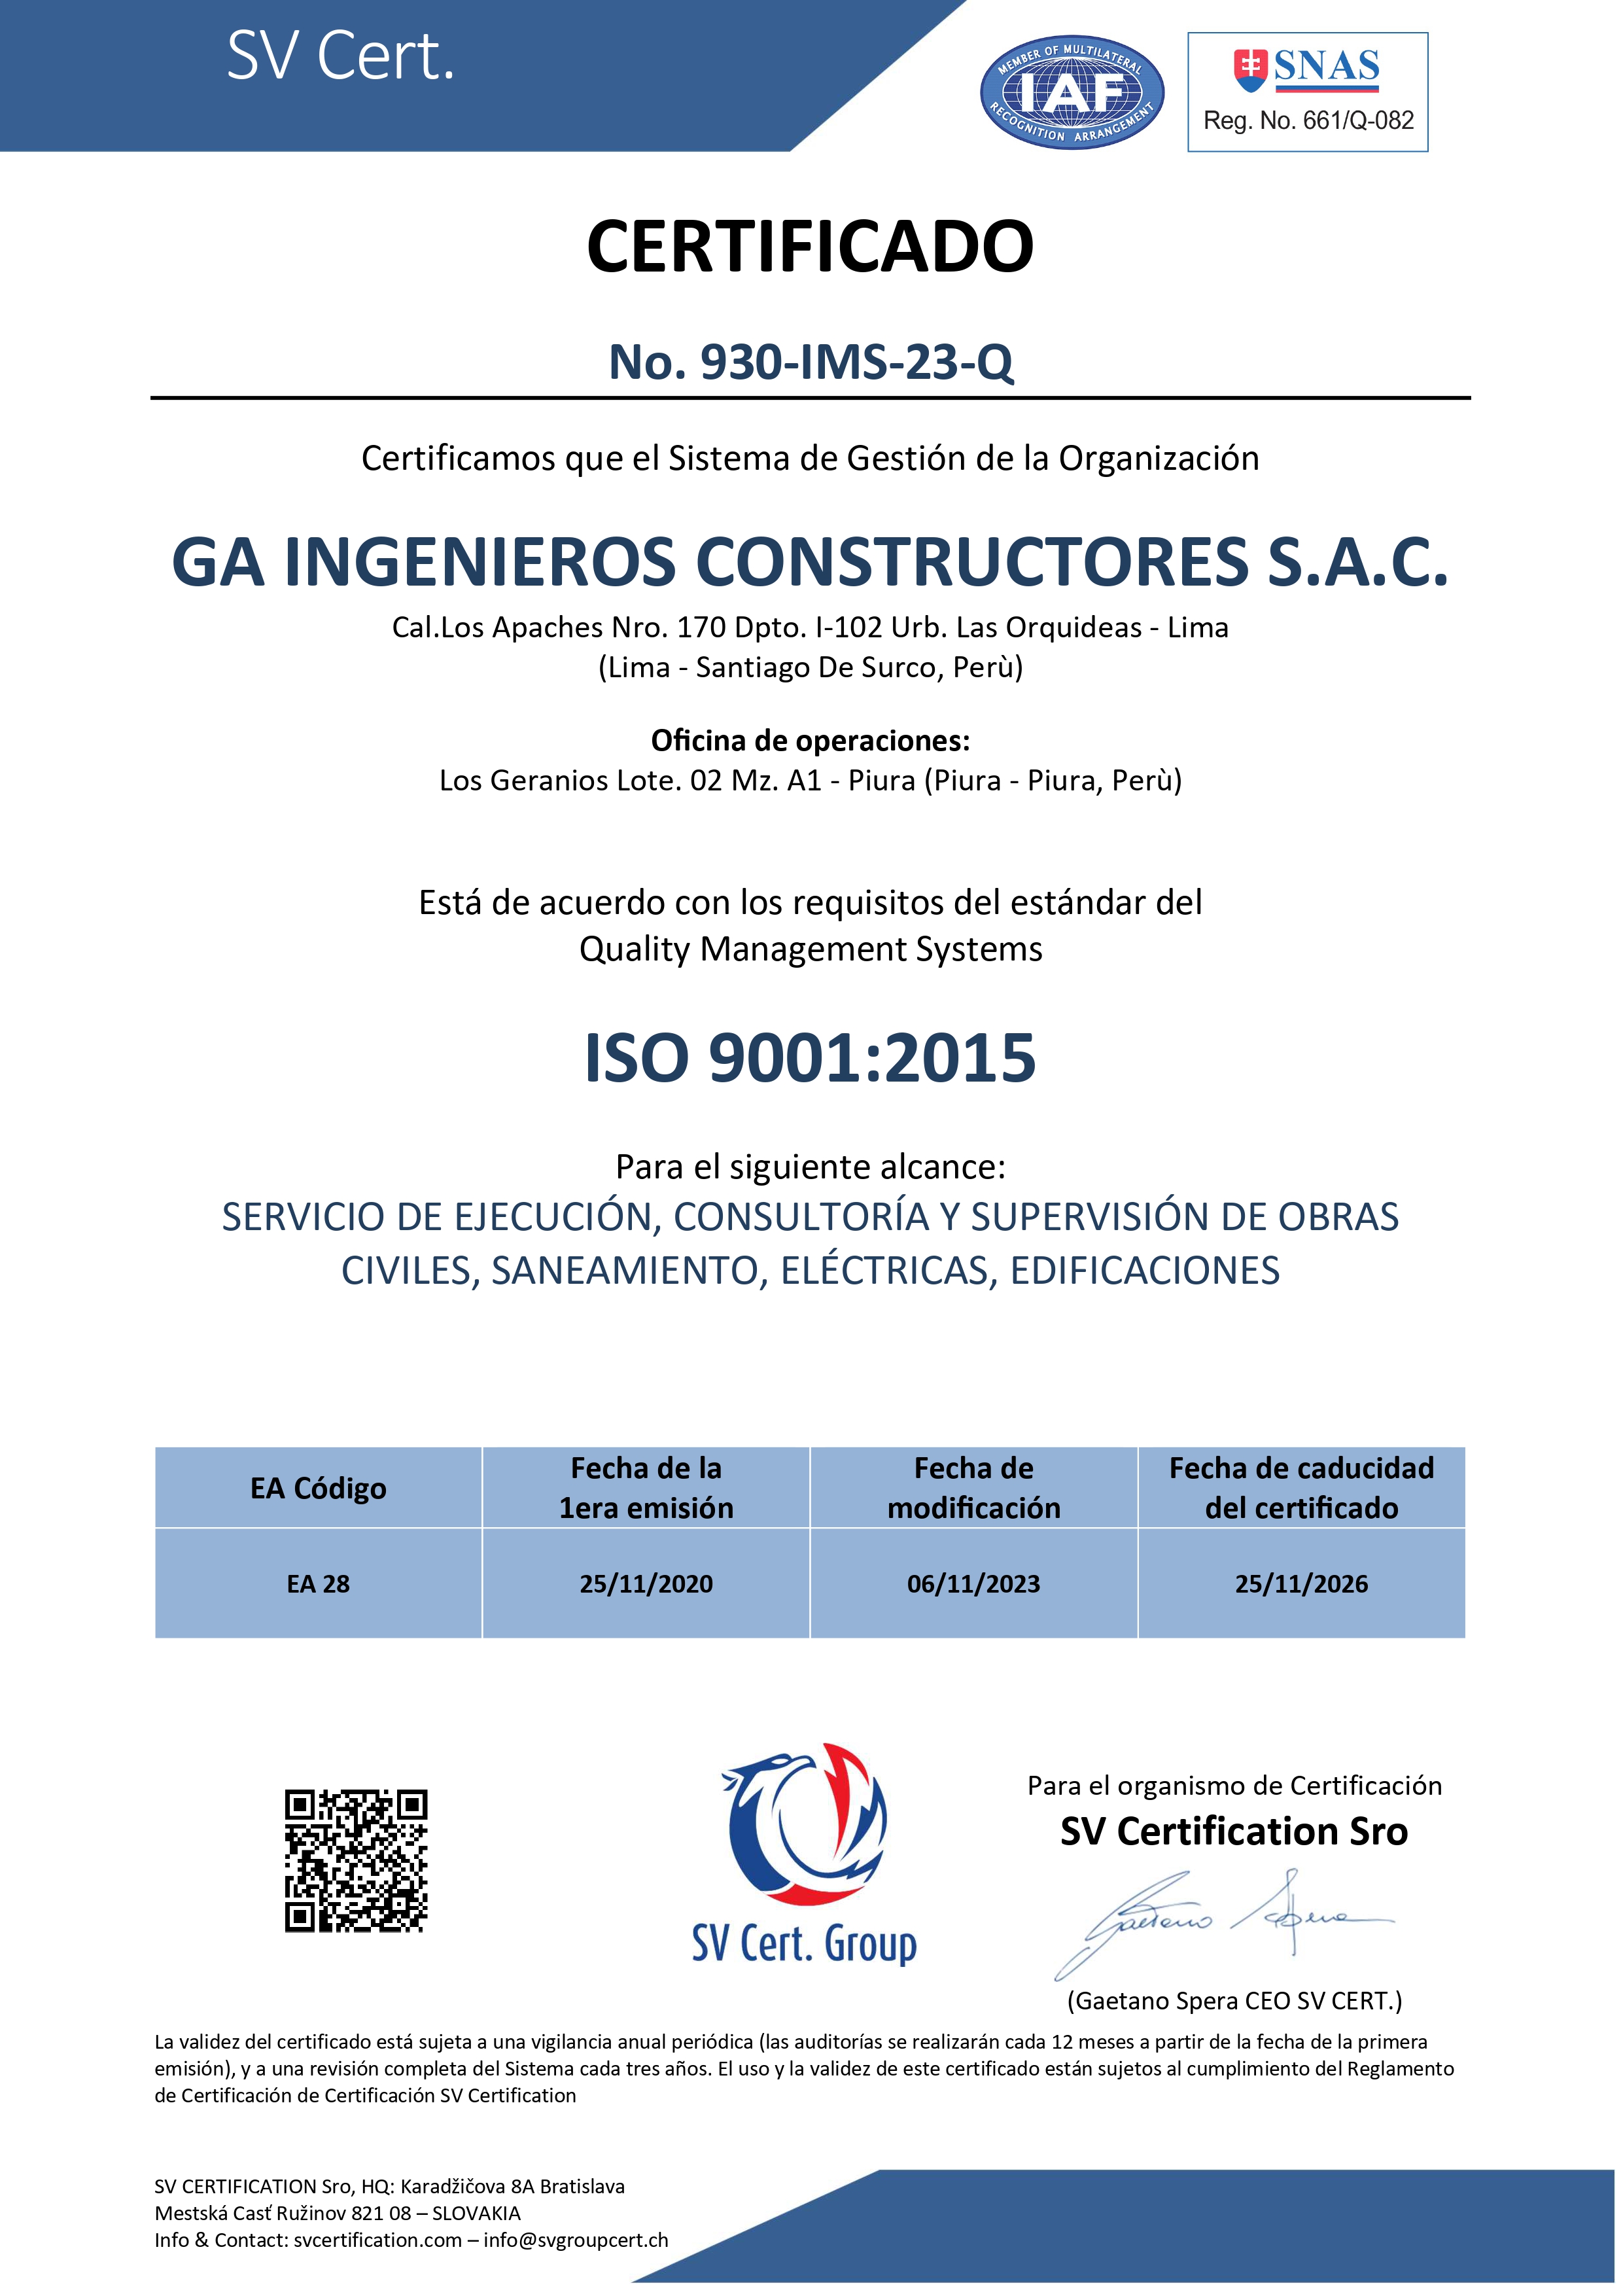 SV Cert.
MEMBER OF MULTILATERAL
IAF
RECOGNITION ARRANGEMENT
SNAS
Reg. No. 661/Q-082
CERTIFICADO
No. 930-IMS-23-Q
Certificamos que el Sistema de Gestión de la Organización
GA INGENIEROS CONSTRUCTORES S.A.C.
Cal.Los Apaches Nro. 170 Dpto. I-102 Urb. Las Orquideas - Lima
(Lima - Santiago De Surco, Perù)
Oficina de operaciones:
Los Geranios Lote. 02 Mz. A1 - Piura (Piura - Piura, Perù)
Está de acuerdo con los requisitos del estándar del
Quality Management Systems
ISO 9001:2015
Para el siguiente alcance:
SERVICIO DE EJECUCIÓN, CONSULTORÍA Y SUPERVISIÓN DE OBRAS
CIVILES, SANEAMIENTO, ELÉCTRICAS, EDIFICACIONES
EA Código
Fecha de la
1era emisión
Fecha de
modificación
Fecha de caducidad
del certificado
EA 28
25/11/2020
06/11/2023
25/11/2026
SV Cert. Group
Para el organismo de Certificación
SV Certification Sro
Gaetano Spera
(Gaetano Spera CEO SV CERT.)
La validez del certificado está sujeta a una vigilancia anual periódica (las auditorías se realizarán cada 12 meses a partir de la fecha de la primera
emisión), y a una revisión completa del Sistema cada tres años. El uso y la validez de este certificado están sujetos al cumplimiento del Reglamento
de Certificación de Certificación SV Certification
SV CERTIFICATION Sro, HQ: Karadžičova 8A Bratislava
Mestská Casť Ružinov 821 08 – SLOVAKIA
Info & Contact: svcertification.com – info@svgroupcert.ch